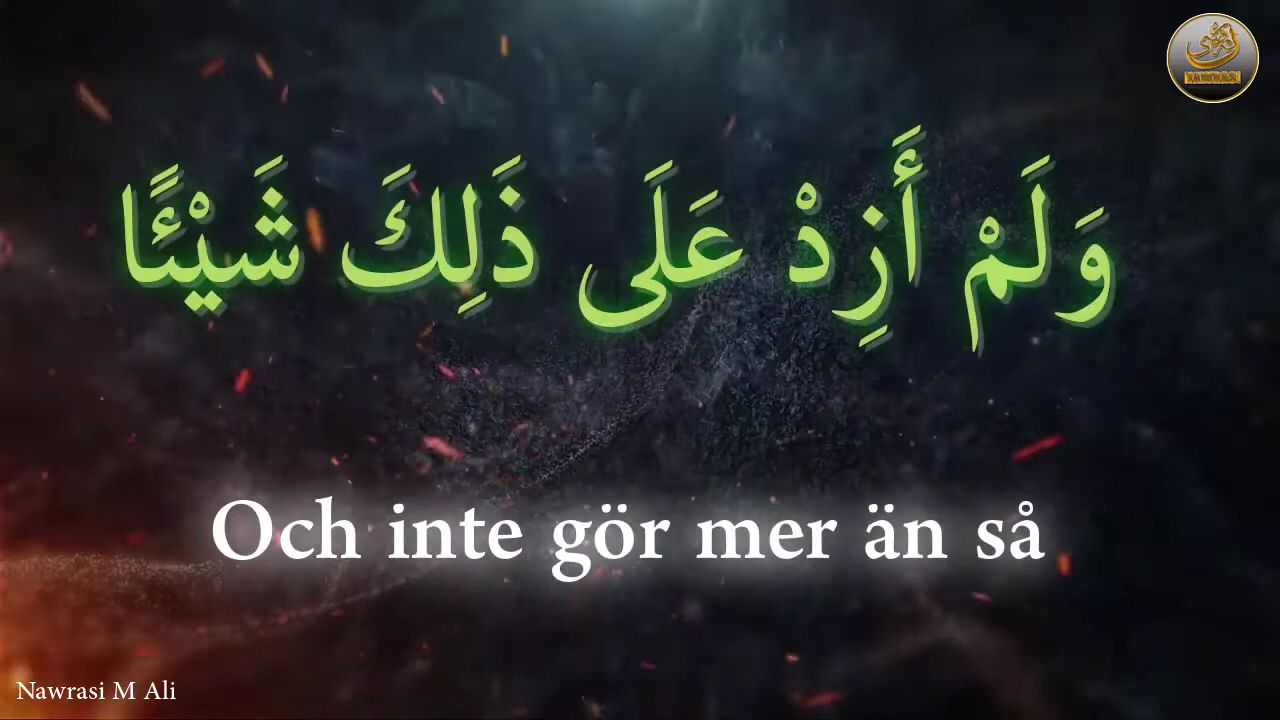 وَلَمْ أَزِدْ عَلَى ذَلِكَ شَيْئًا
Och inte gör mer än så
Nawrasi M Ali